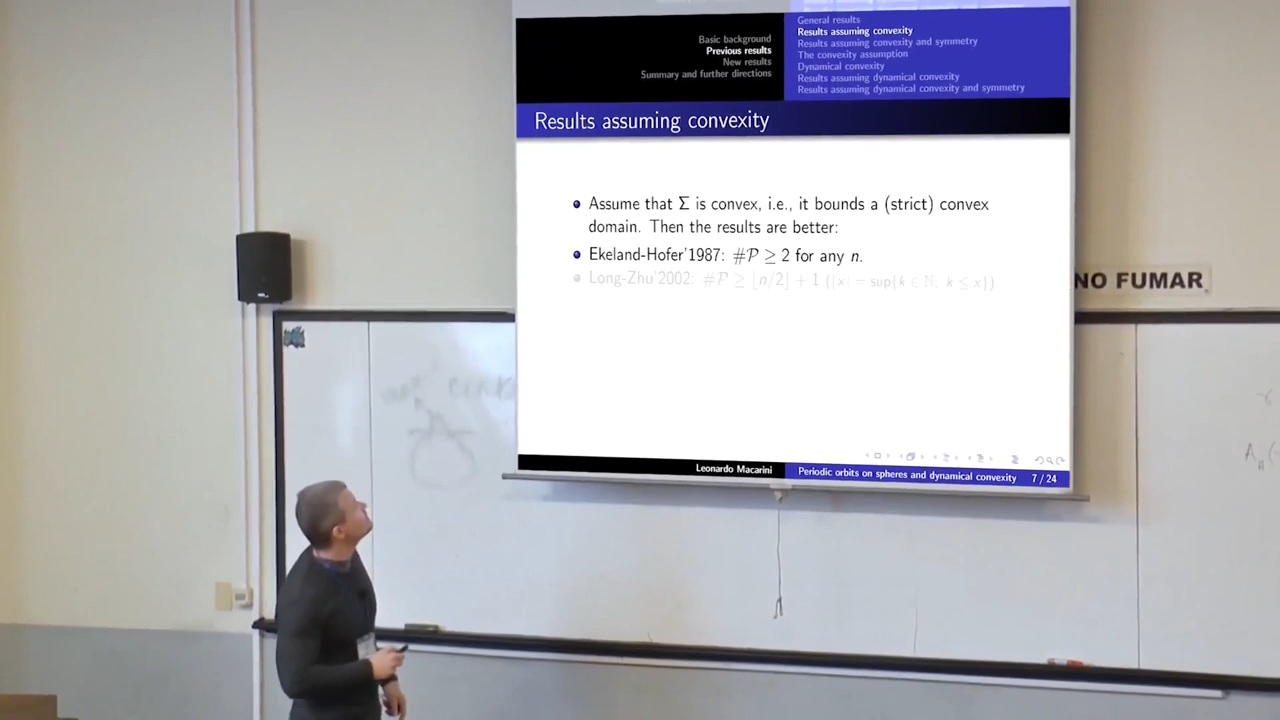 Basic background
Previous results
New results
Summary and further directions
General results
Results assuming convexity
Results assuming convexity and symmetry
The convexity assumption
Dynamical convexity
Results assuming dynamical convexity
Results assuming dynamical convexity and symmetry
Results assuming convexity
Assume that Σ is convex, i.e., it bounds a (strict) convex
domain. Then the results are better:
Ekeland-Hofer'1987: #𝒫 ≥ 2 for any n.
Long-Zhu'2002: #𝒫 ≥ ⌊n/2⌋ + 1 (⌊x⌋ = sup{k ∈ ℕ; k ≤ x})
Leonardo Macarini
Periodic orbits on spheres and dynamical convexity
7 / 24
NO FUMAR